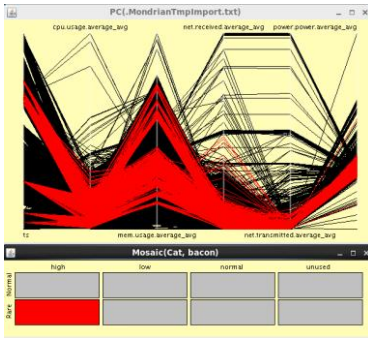 PC(.MondrianTmpImport.txt)
cpu.usage.average_avg net.received.average_avg power.power.average_avg
ts mem.usage.average_avg net.transmitted.average_avg
Mosaic(Cat, bacon)
high low normal unused
Normal
Rare